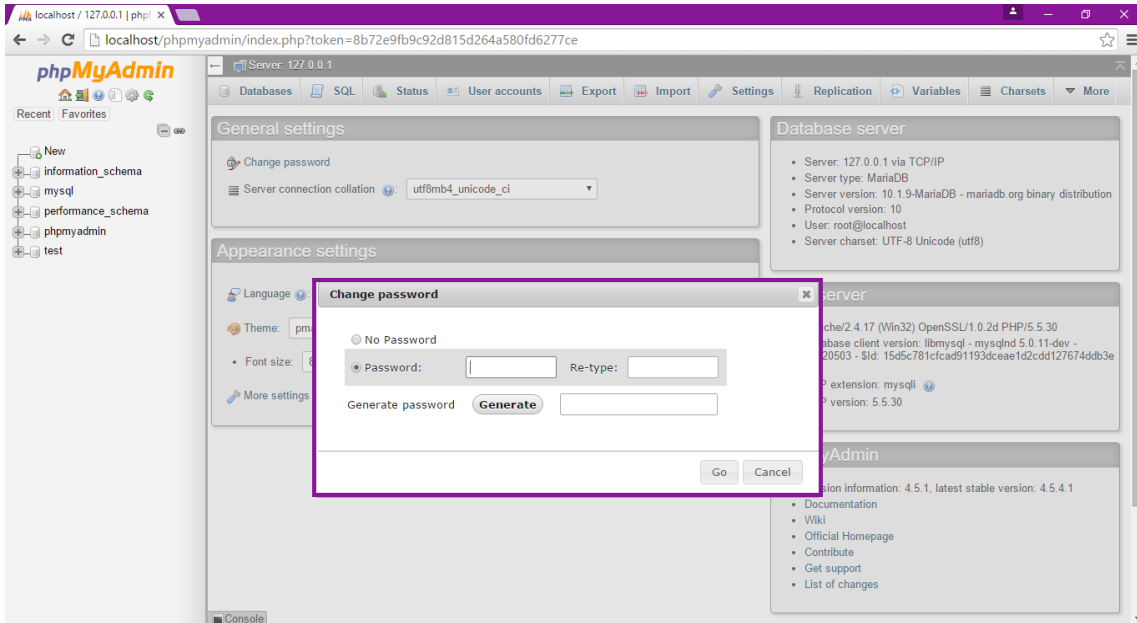 localhost / 127.0.0.1 | phpl
localhost/phpmyadmin/index.php?token=8b72e9fb9c92d815d264a580fd6277ce
phpMyAdmin
Recent Favorites
New
information_schema
mysql
performance_schema
phpmyadmin
test
Server: 127.0.0.1
Databases SQL Status User accounts Export Import Settings Replication Variables Charsets More
General settings
Change password
Server connection collation : utf8mb4_unicode_ci
Appearance settings
Language :
Theme: pm
Font size: 8
More settings
Change password
No Password
Password: Re-type:
Generate password Generate
Go Cancel
Database server
Server: 127.0.0.1 via TCP/IP
Server type: MariaDB
Server version: 10.1.9-MariaDB - mariadb.org binary distribution
Protocol version: 10
User: root@localhost
Server charset: UTF-8 Unicode (utf8)
server
che/2.4.17 (Win32) OpenSSL/1.0.2d PHP/5.5.30
abase client version: libmysql - mysqlnd 5.0.11-dev -
20503 - $Id: 15d5c781cfcad91193dceae1d2cdd127674ddb3e
extension: mysqli
version: 5.5.30
yAdmin
sion information: 4.5.1, latest stable version: 4.5.4.1
Documentation
Wiki
Official Homepage
Contribute
Get support
List of changes
Console